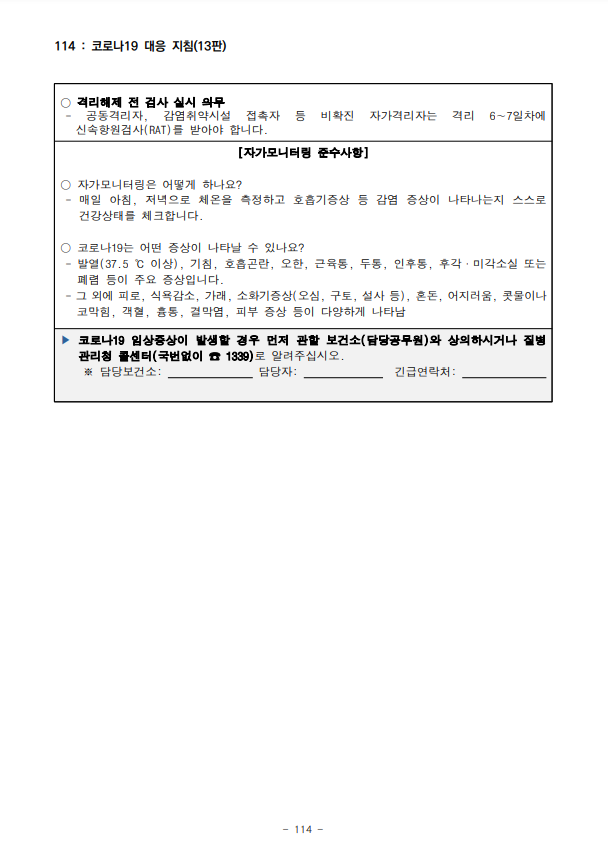 114 : 코로나19 대응 지침(13판)
○ 격리해제 전 검사 실시 의무
- 공동격리자, 감염취약시설 접촉자 등 비확진 자가격리자는 격리 6~7일차에
신속항원검사(RAT)를 받아야 합니다.
[자가모니터링 준수사항]
○ 자가모니터링은 어떻게 하나요?
- 매일 아침, 저녁으로 체온을 측정하고 호흡기증상 등 감염 증상이 나타나는지 스스로
건강상태를 체크합니다.
○ 코로나19는 어떤 증상이 나타날 수 있나요?
- 발열(37.5 ℃ 이상), 기침, 호흡곤란, 오한, 근육통, 두통, 인후통, 후각·미각소실 또는
폐렴 등이 주요 증상입니다.
- 그 외에 피로, 식욕감소, 가래, 소화기증상(오심, 구토, 설사 등), 혼돈, 어지러움, 콧물이나
코막힘, 객혈, 흉통, 결막염, 피부 증상 등이 다양하게 나타남
▶ 코로나19 임상증상이 발생할 경우 먼저 관할 보건소(담당공무원)와 상의하시거나 질병
관리청 콜센터(국번없이 ☎ 1339)로 알려주십시오.
※ 담당보건소: ____________ 담당자: ____________ 긴급연락처: ____________
- 114 -